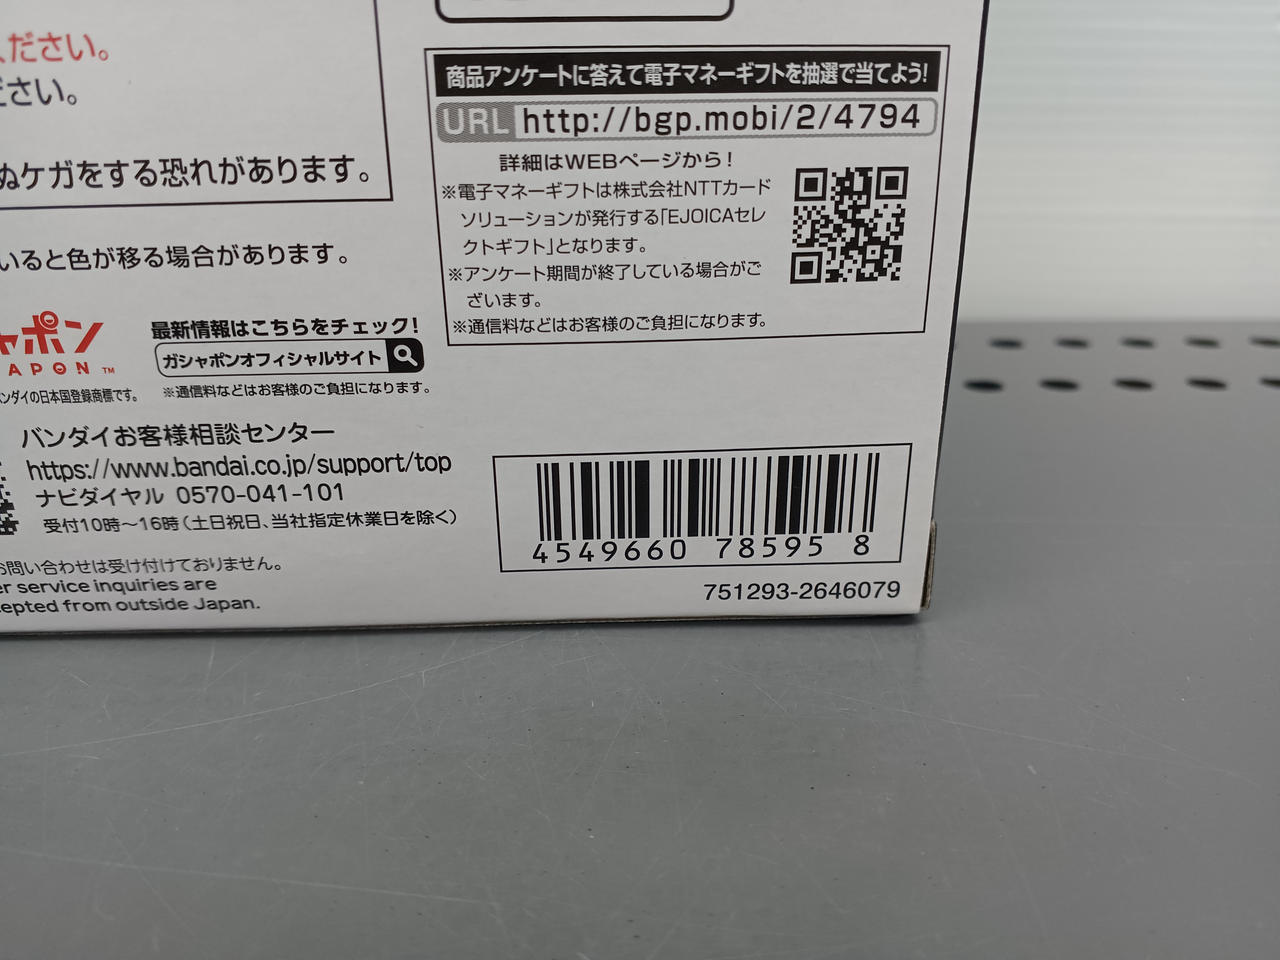 ください。
ださい。
ぬケガをする恐れがあります。
いると色が移る場合があります。
商品アンケートに答えて電子マネーギフトを抽選で当てよう!
URL http://bgp.mobi/2/4794
詳細はWEBページから!
※電子マネーギフトは株式会社NTTカード
ソリューションが発行する「EJOICAセレ
クトギフト」となります。
※アンケート期間が終了している場合がご
ざいます。
※通信料などはお客様のご負担になります。
ャポン
APON™
ンダイの日本国登録商標です。
最新情報はこちらをチェック!
ガシャポンオフィシャルサイト
※通信料などはお客様のご負担になります。
バンダイお客様相談センター
https://www.bandai.co.jp/support/top
ナビダイヤル 0570-041-101
受付10時〜16時(土日祝日、当社指定休業日を除く)
お問い合わせは受け付けておりません。
er service inquiries are
epted from outside Japan.
4549660 78595 8
751293-2646079